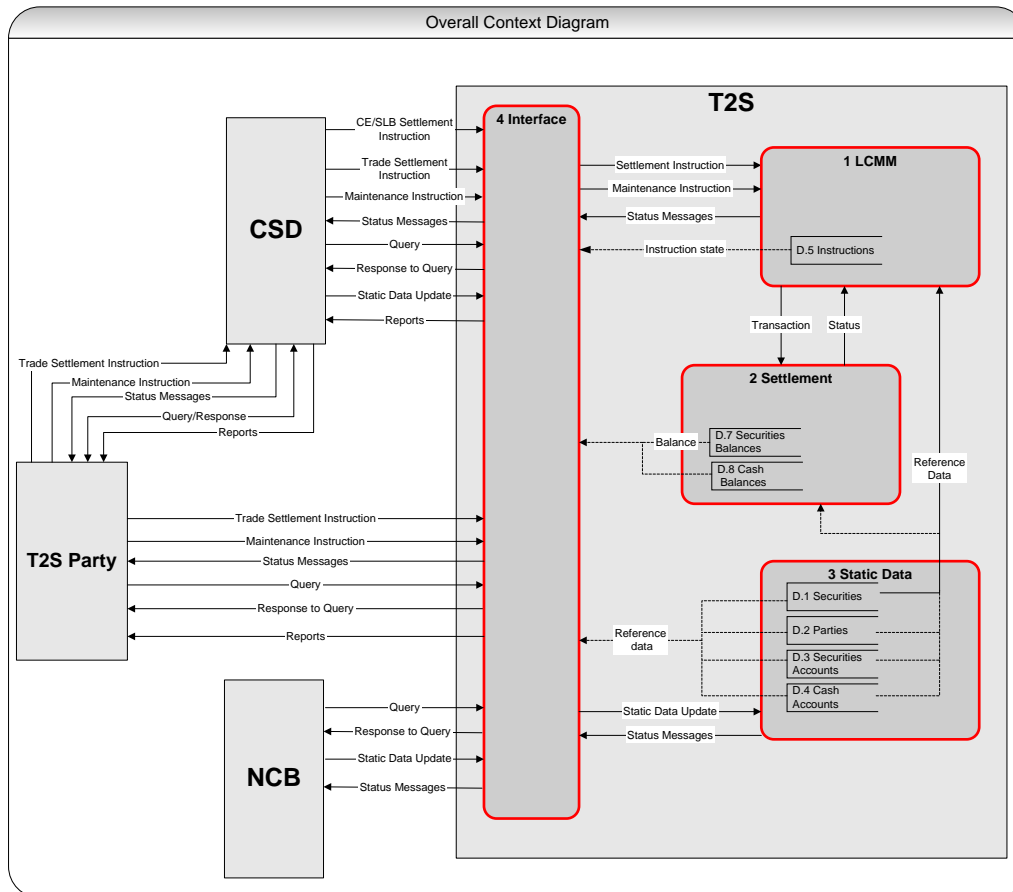 Overall Context Diagram
T2S
4 Interface
CE/SLB Settlement
Instruction
Trade Settlement
Instruction
Maintenance Instruction
Status Messages
Query
Response to Query
Static Data Update
Reports
CSD
Settlement Instruction
Maintenance Instruction
Status Messages
Instruction state
1 LCMM
D.5 Instructions
Transaction
Status
Trade Settlement Instruction
Maintenance Instruction
Status Messages
Query/Response
Reports
2 Settlement
D.7 Securities
Balances
D.8 Cash
Balances
Balance
Reference
Data
T2S Party
Trade Settlement Instruction
Maintenance Instruction
Status Messages
Query
Response to Query
Reports
3 Static Data
D.1 Securities
D.2 Parties
D.3 Securities
Accounts
D.4 Cash
Accounts
Reference
data
Static Data Update
Status Messages
NCB
Query
Response to Query
Static Data Update
Status Messages